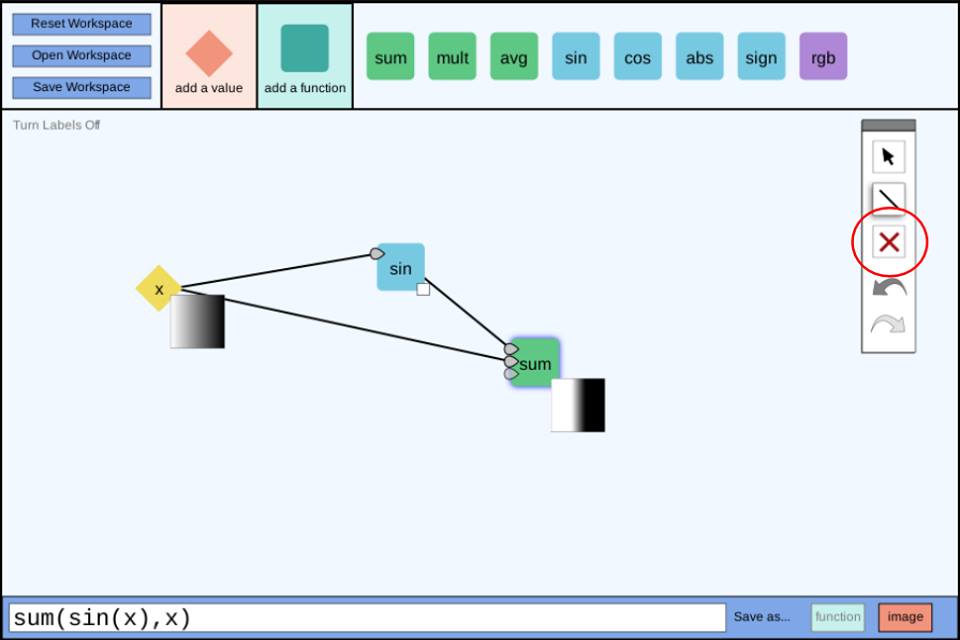 Reset Workspace
Open Workspace
Save Workspace
add a value
add a function
sum
mult
avg
sin
cos
abs
sign
rgb
Turn Labels Off
x
sin
sum
sum(sin(x),x)
Save as...
function
image